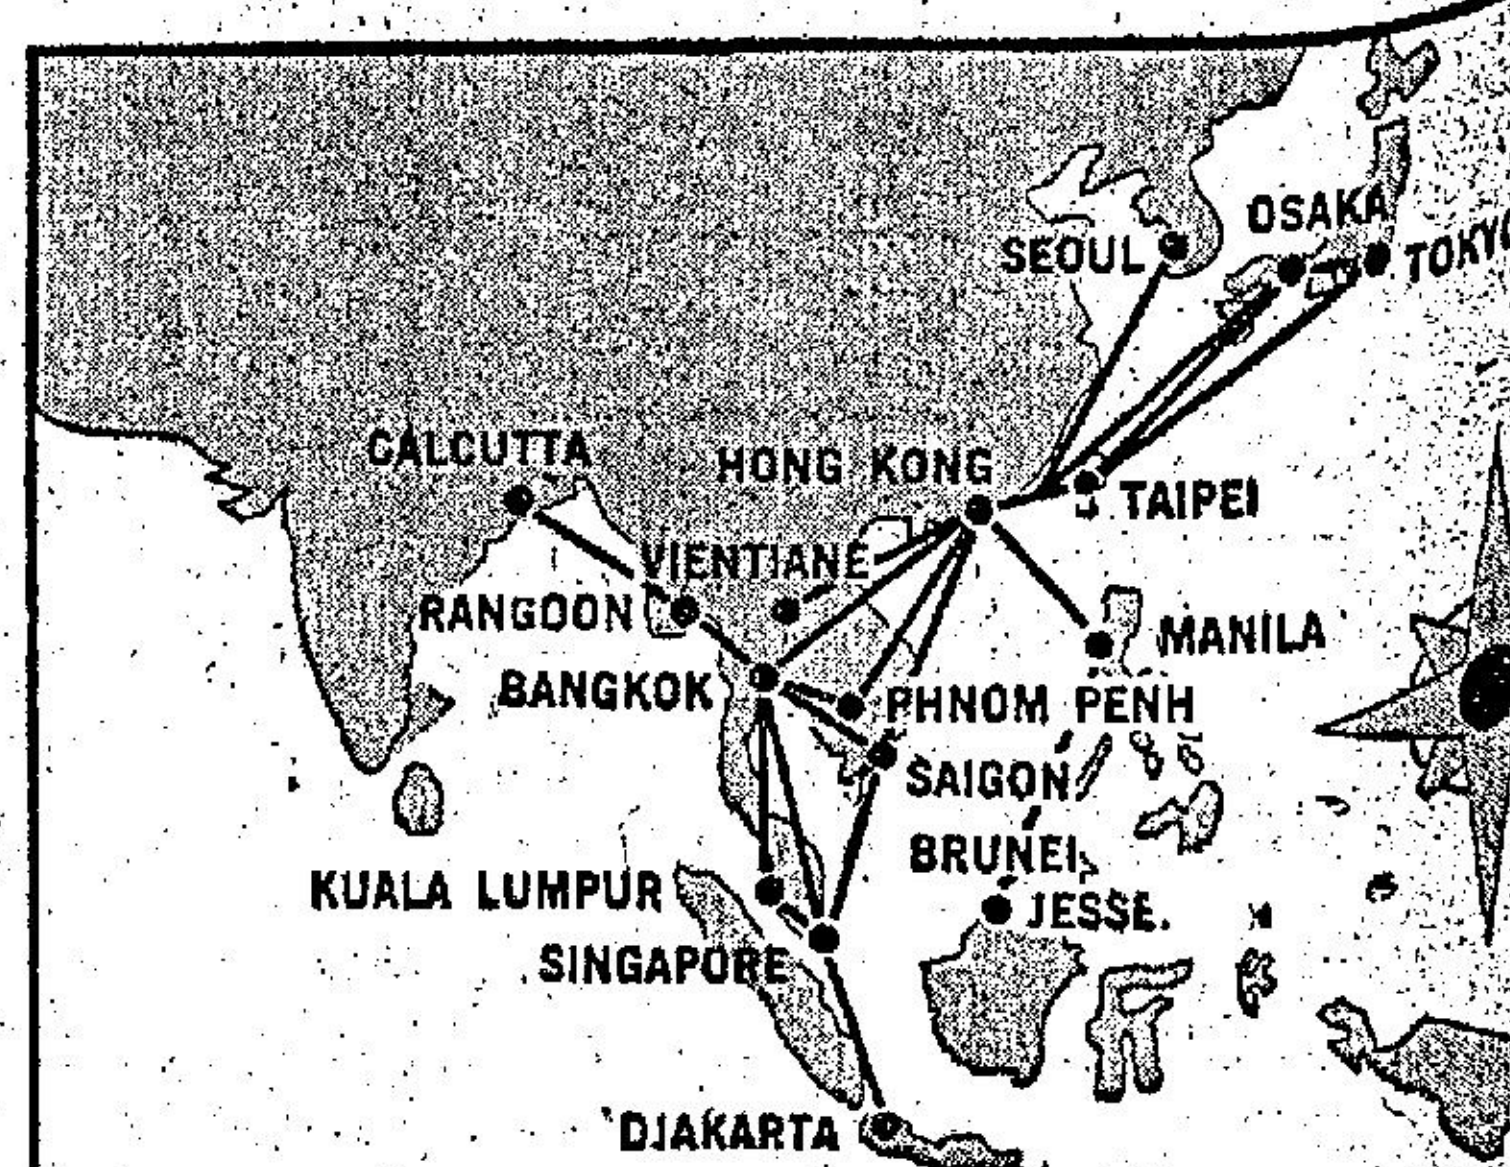 OSAKA
SEOUL
TOKYO
CALCUTTA
HONG KONG
TAIPEI
VIENTIANE
RANGOON
MANILA
BANGKOK
PHNOM PENH
SAIGON
BRUNEI
KUALA LUMPUR
JESSE.
SINGAPORE
DJAKARTA